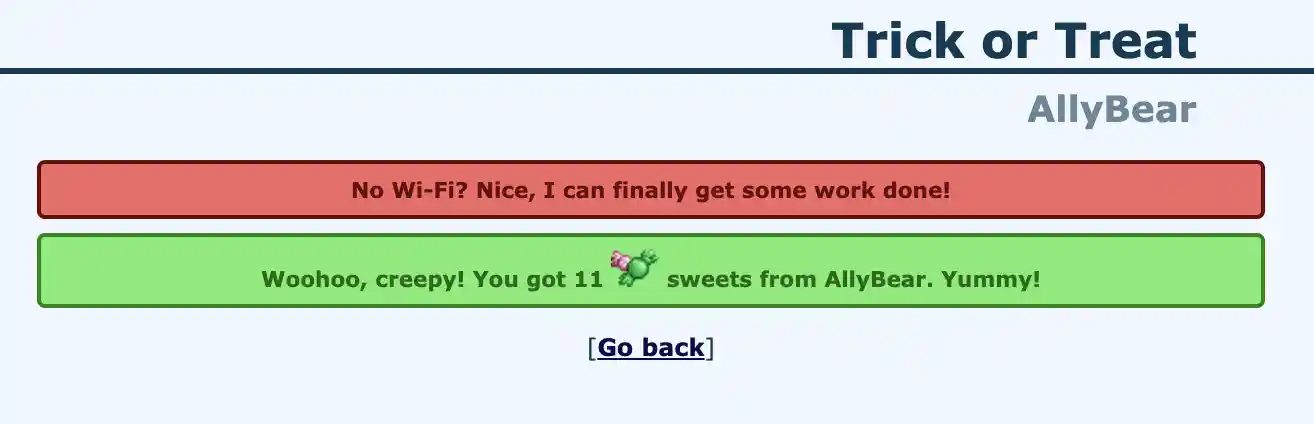 Trick or Treat
AllyBear
No Wi-Fi? Nice, I can finally get some work done!
Woohoo, creepy! You got 11 sweets from AllyBear. Yummy!
[Go back]